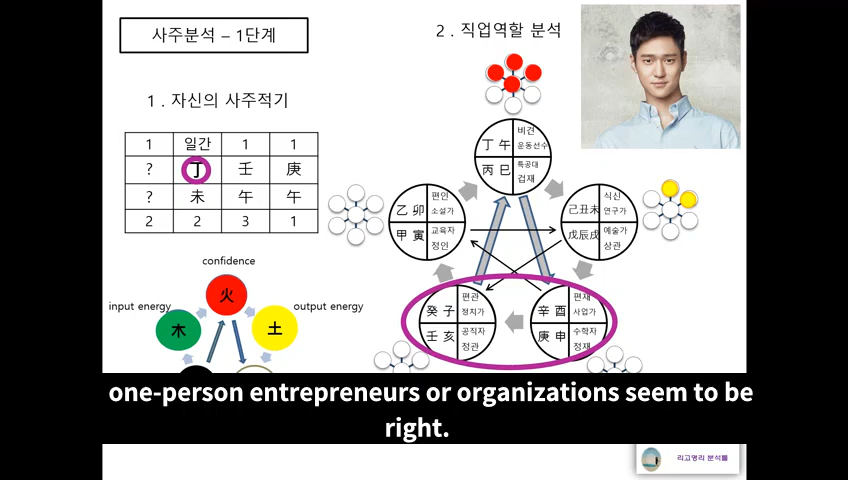 사주분석 – 1단계
2 . 직업역할 분석
1 . 자신의 사주적기
1 일간 1 1
? 丁 壬 庚
? 未 午 午
2 2 3 1
丁 午 비견 운동선수
丙 巳 특공대 겁재
乙 卯 편인 소설가
甲 寅 교육자 정인
己丑未 식신 연구가
戊辰戌 예술가 상관
癸 子 편관 정치가
壬 亥 공직자 정관
辛 酉 편재 사업가
庚 申 수학자 정재
confidence
火
input energy
output energy
木
土
one-person entrepreneurs or organizations seem to be
right.
리고명리 분석툴